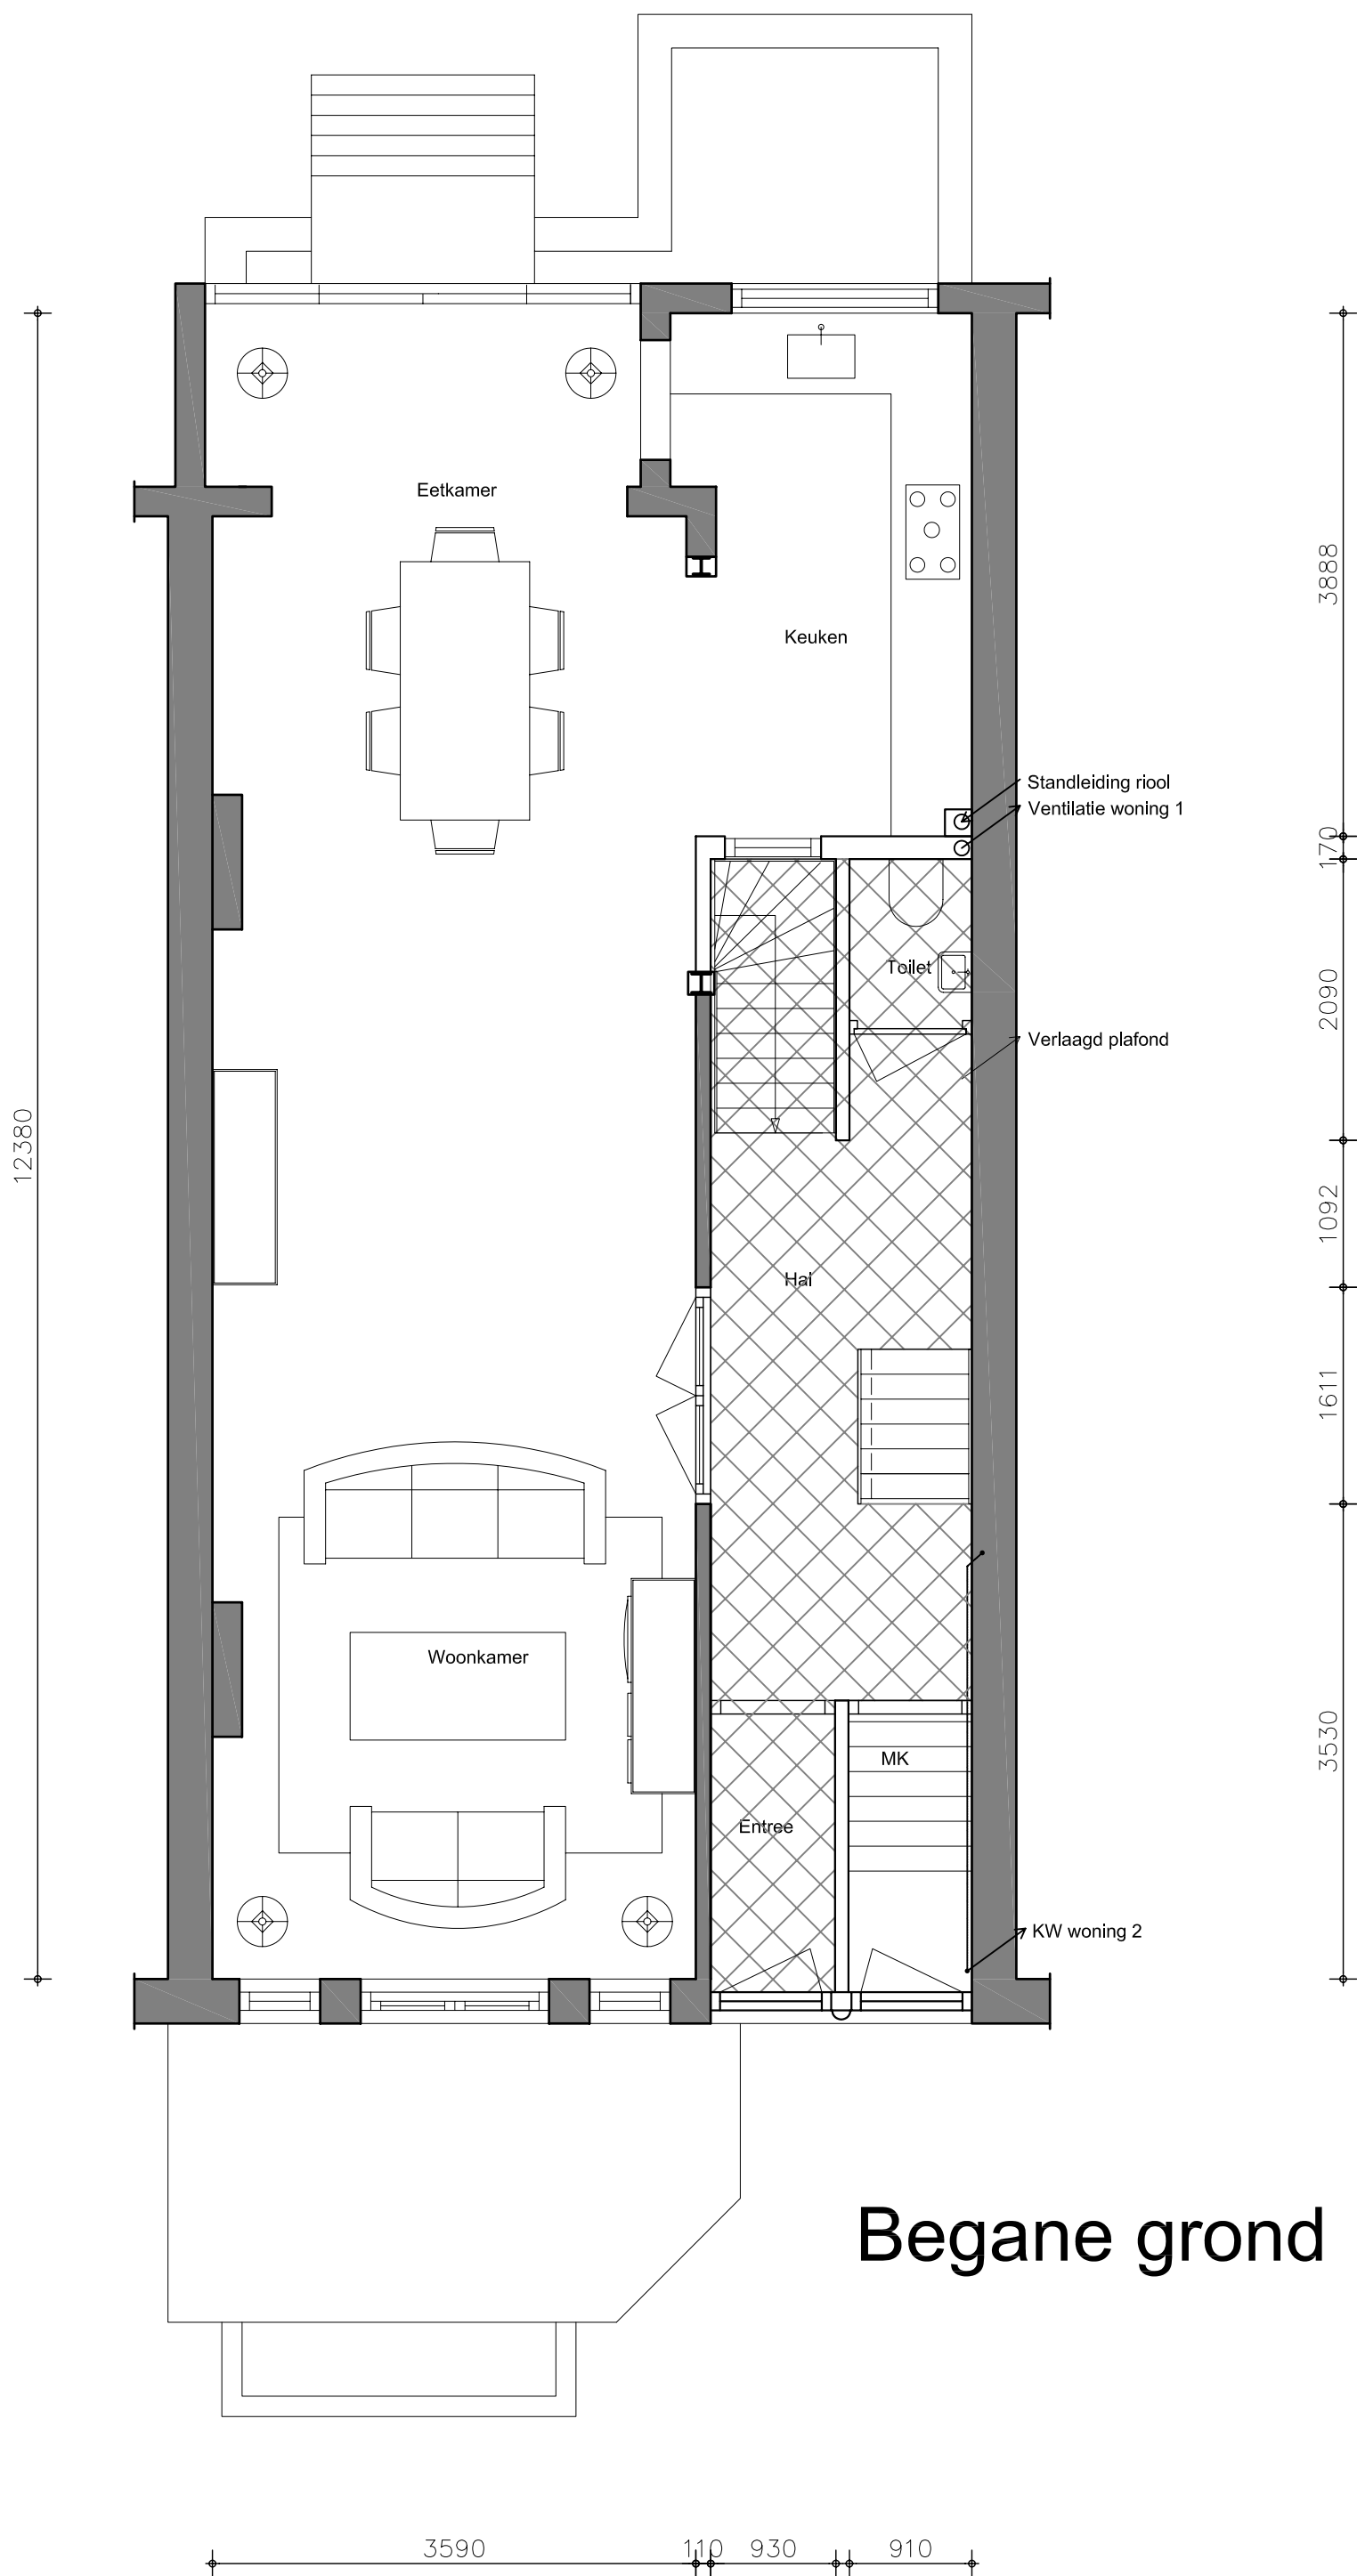 Eetkamer
Keuken
Standleiding riool
Ventilatie woning 1
Toilet
Verlaagd plafond
Hal
Woonkamer
MK
Entree
KW woning 2
12380
3888
170
2090
1092
1611
3530
Begane grond
3590
110
930
910